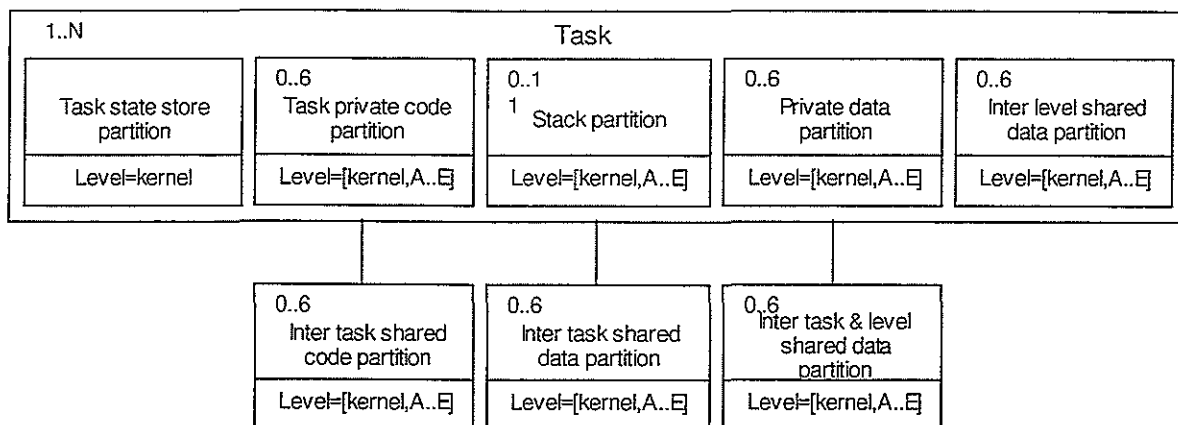 1..N
Task
Task state store
partition
Level=kernel
0..6
Task private code
partition
Level=[kernel,A..E]
0..1
1
Stack partition
Level=[kernel,A..E]
0..6
Private data
partition
Level=[kernel,A..E]
0..6
Inter level shared
data partition
Level=[kernel,A..E]
0..6
Inter task shared
code partition
Level=[kernel,A..E]
0..6
Inter task shared
data partition
Level=[kernel,A..E]
0..6
Inter task & level
shared data
partition
Level=[kernel,A..E]